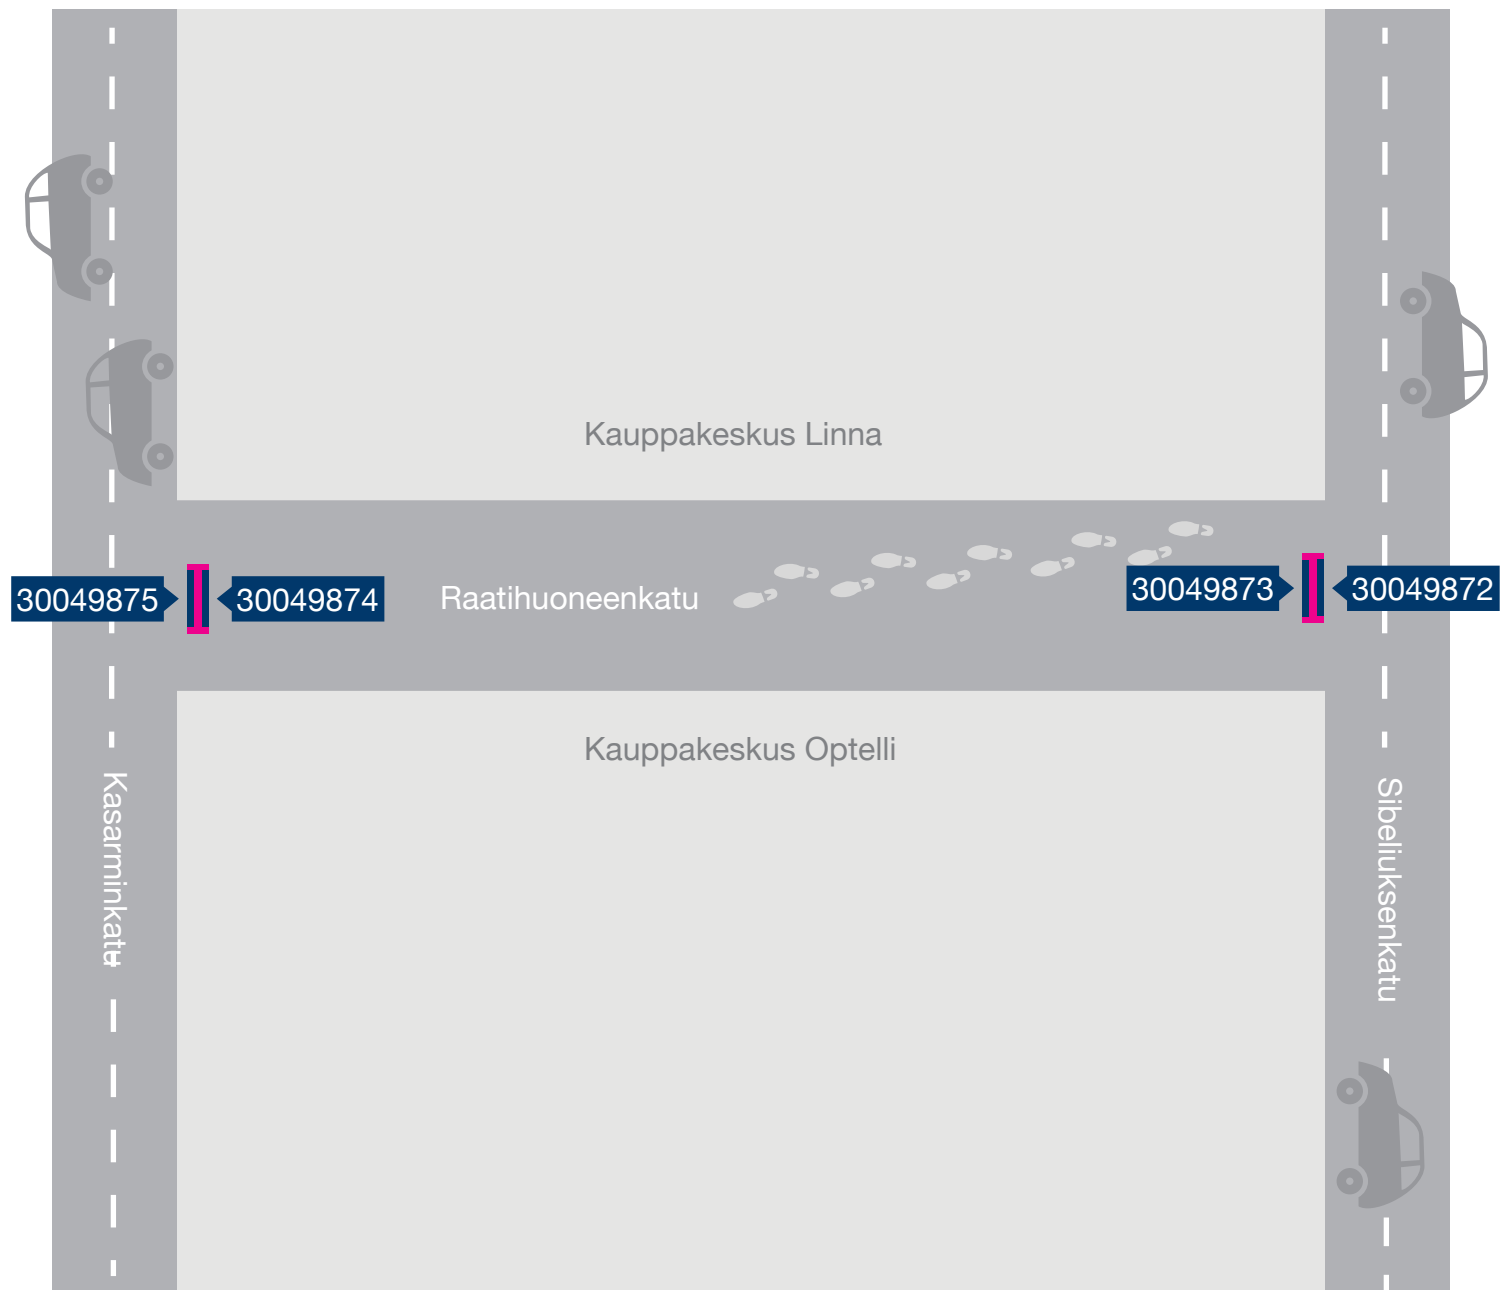 Kauppakeskus Linna
30049875
30049874
Raatihuoneenkatu
30049873
30049872
Kauppakeskus Optelli
Kasarminkatu
Sibeliuksenkatu